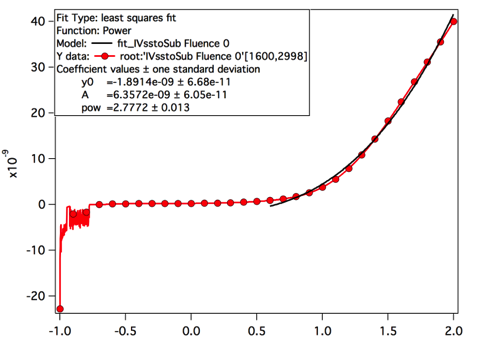 Fit Type: least squares fit
Function: Power
Model: fit_IVsstoSub Fluence 0
Y data: root:'IVsstoSub Fluence 0'[1600,2998]
Coefficient values ± one standard deviation
y0 =-1.8914e-09 ± 6.68e-11
A =6.3572e-09 ± 6.05e-11
pow =2.7772 ± 0.013
40
30
20
10
0
-10
-20
x10⁻⁹
-1.0 -0.5 0.0 0.5 1.0 1.5 2.0